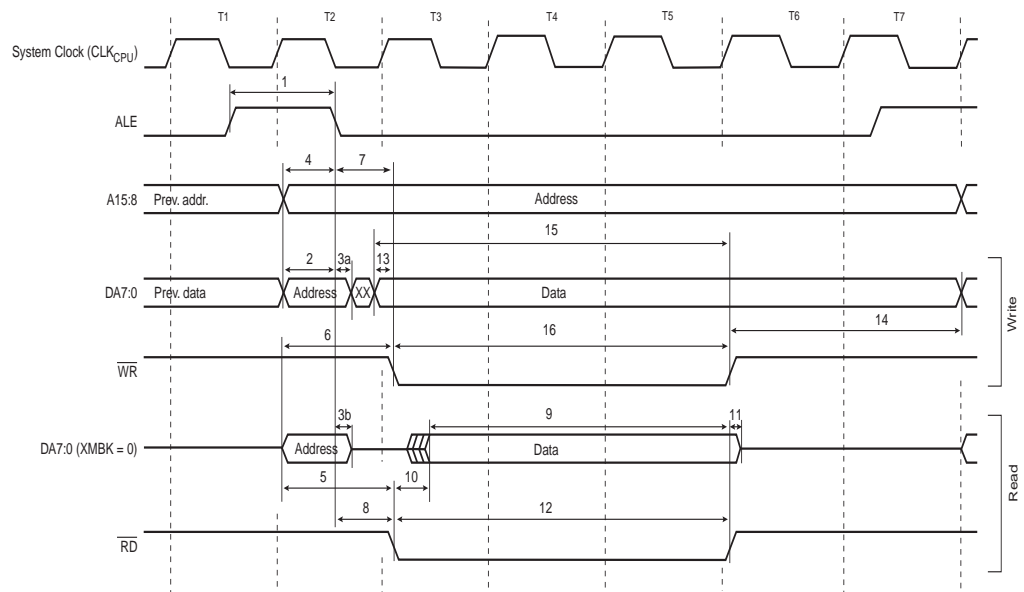 T1 T2 T3 T4 T5 T6 T7
System Clock (CLKCPU)
1
ALE
4 7
A15:8 Prev. addr. Address
15
2 3a 13
DA7:0 Prev. data Address XX Data
14
6 16
WR
Write
3b 9 11
DA7:0 (XMBK = 0) Address Data
5 10
8 12
RD
Read